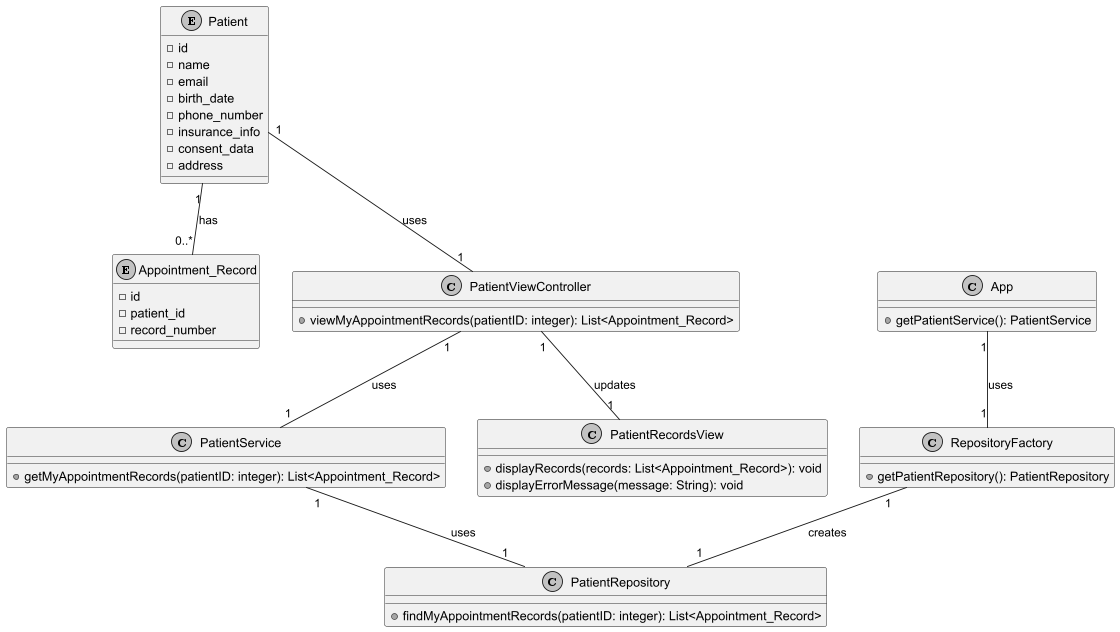 E Patient
id
name
email
birth_date
phone_number
insurance_info
consent_data
address
1
1
has
uses
0..*
1
E Appointment_Record
id
patient_id
record_number
C PatientViewController
viewMyAppointmentRecords(patientID: integer): List<Appointment_Record>
C App
getPatientService(): PatientService
1
1
1
uses
updates
uses
1
1
1
C PatientService
getMyAppointmentRecords(patientID: integer): List<Appointment_Record>
C PatientRecordsView
displayRecords(records: List<Appointment_Record>): void
displayErrorMessage(message: String): void
C RepositoryFactory
getPatientRepository(): PatientRepository
1
1
uses
creates
1
1
C PatientRepository
findMyAppointmentRecords(patientID: integer): List<Appointment_Record>